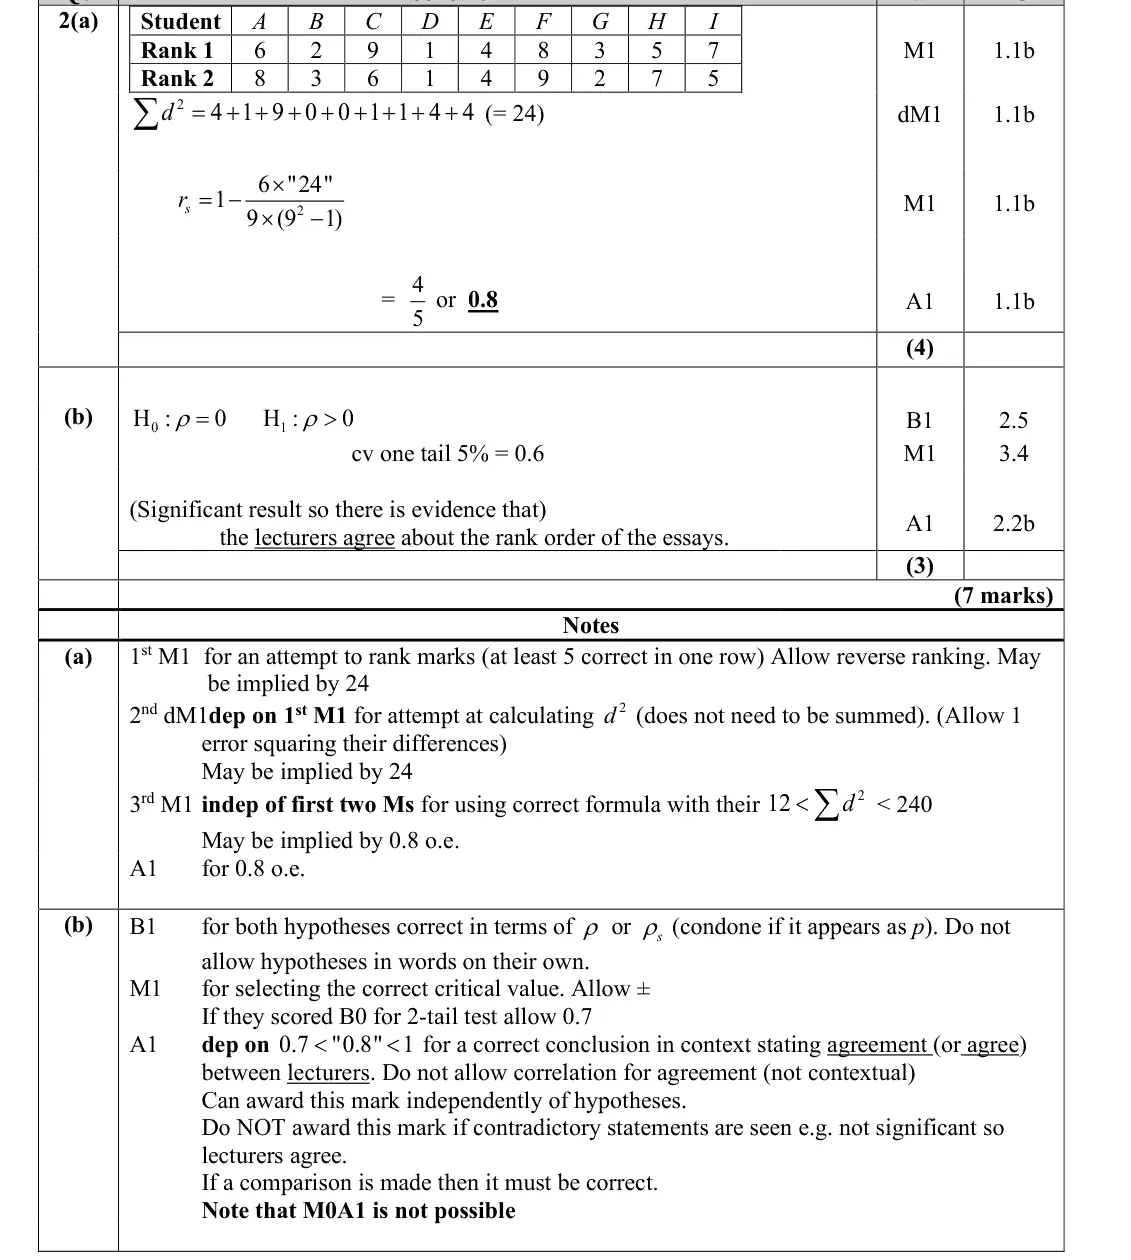 2(a)
Student A B C D E F G H I
Rank 1 6 2 9 1 4 8 3 5 7 M1 1.1b
Rank 2 8 3 6 1 4 9 2 7 5
∑d² = 4+1+9+0+0+1+1+4+4 (= 24) dM1 1.1b
r_s = 1 − (6×"24")/(9×(9² −1)) M1 1.1b
= 4/5 or 0.8 A1 1.1b
(4)
(b) H₀ : ρ = 0 H₁ : ρ > 0 B1 2.5
cv one tail 5% = 0.6 M1 3.4
(Significant result so there is evidence that)
the lecturers agree about the rank order of the essays. A1 2.2b
(3)
(7 marks)
Notes
(a) 1st M1 for an attempt to rank marks (at least 5 correct in one row) Allow reverse ranking. May
be implied by 24
2nd dM1dep on 1st M1 for attempt at calculating d² (does not need to be summed). (Allow 1
error squaring their differences)
May be implied by 24
3rd M1 indep of first two Ms for using correct formula with their 12 < ∑d² < 240
May be implied by 0.8 o.e.
A1 for 0.8 o.e.
(b) B1 for both hypotheses correct in terms of ρ or ρ_s (condone if it appears as p). Do not
allow hypotheses in words on their own.
M1 for selecting the correct critical value. Allow ±
If they scored B0 for 2-tail test allow 0.7
A1 dep on 0.7 < "0.8" < 1 for a correct conclusion in context stating agreement (or agree)
between lecturers. Do not allow correlation for agreement (not contextual)
Can award this mark independently of hypotheses.
Do NOT award this mark if contradictory statements are seen e.g. not significant so
lecturers agree.
If a comparison is made then it must be correct.
Note that M0A1 is not possible